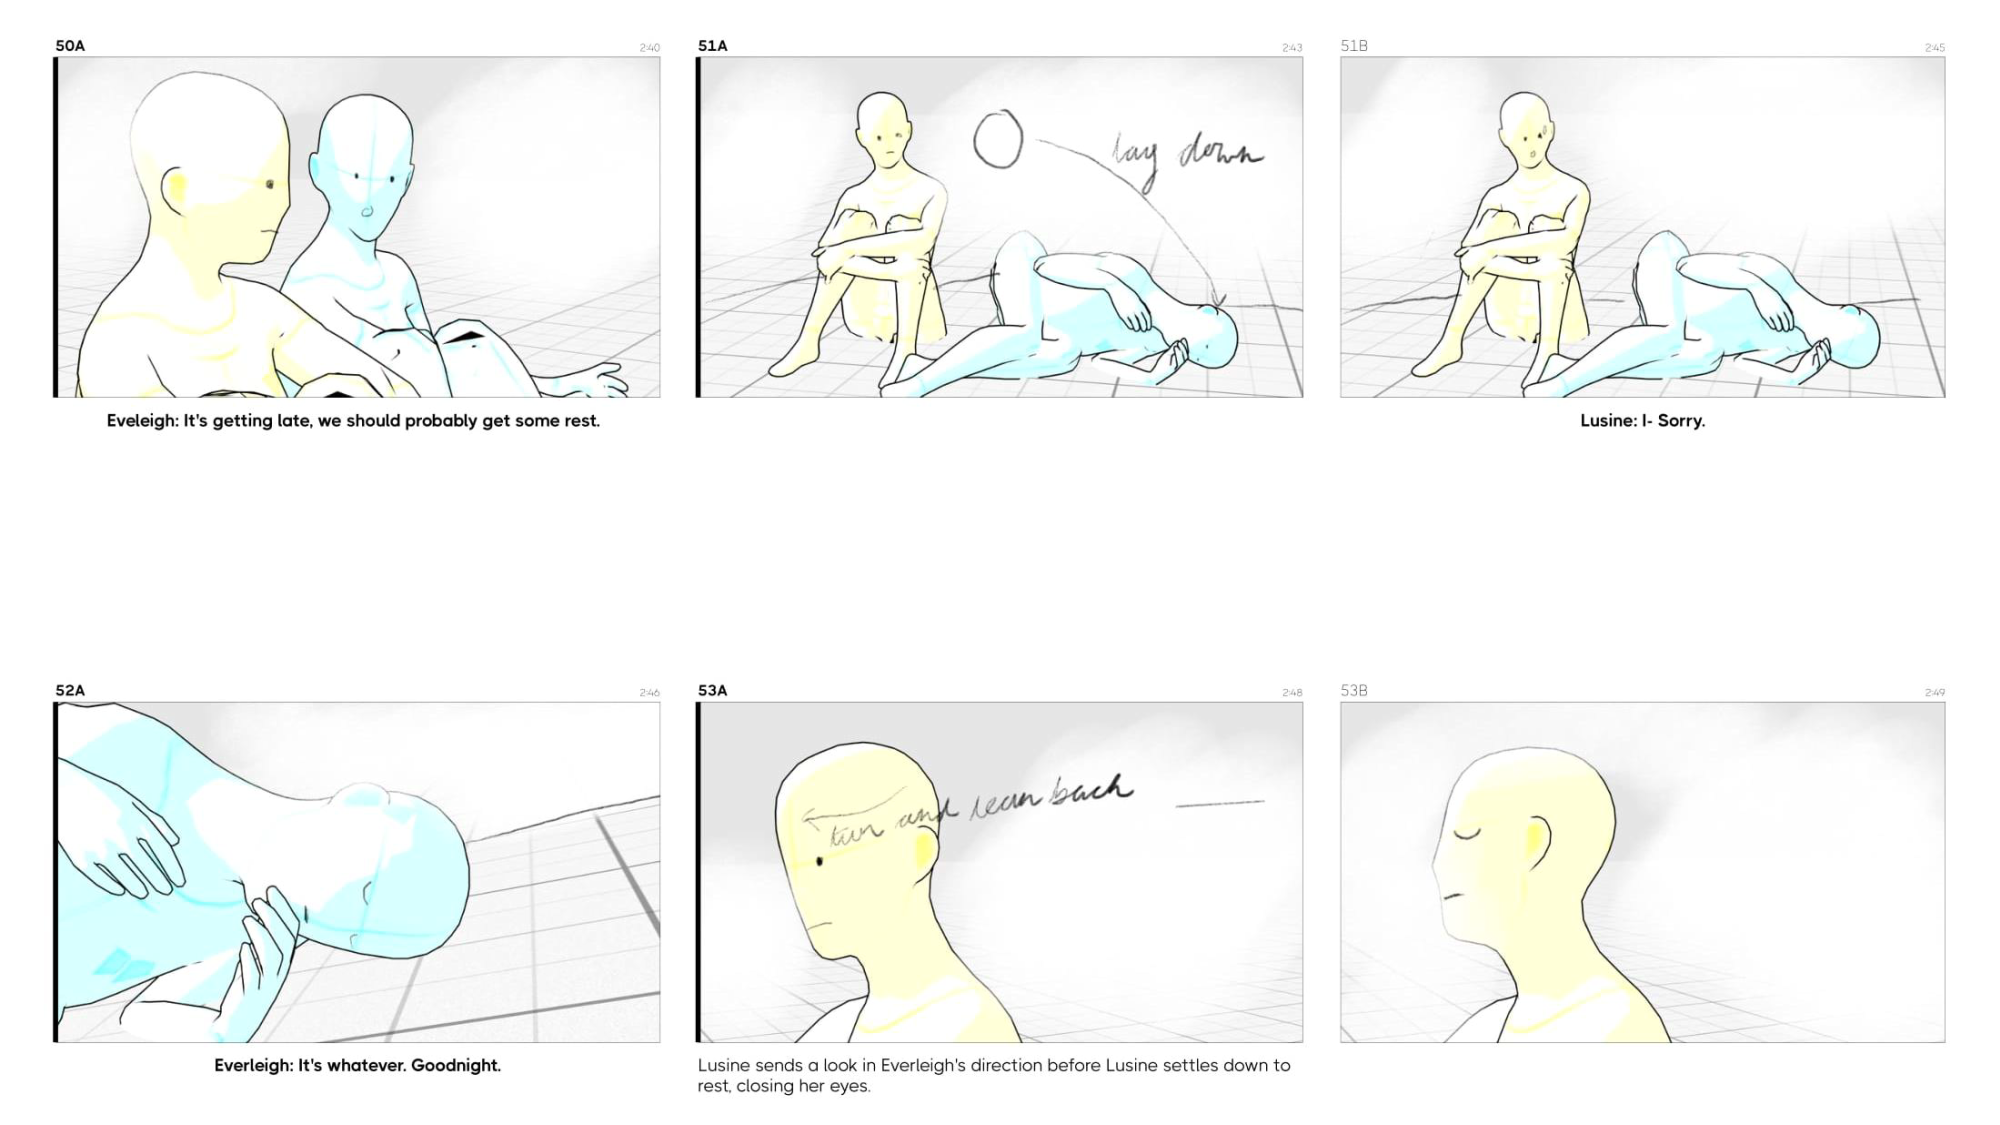 50A 2:40
51A 2:43
51B 2:45
lay down
Eveleigh: It's getting late, we should probably get some rest.
Lusine: I- Sorry.
52A 2:46
53A 2:48
53B 2:49
turn and lean back
Everleigh: It's whatever. Goodnight.
Lusine sends a look in Everleigh's direction before Lusine settles down to
rest, closing her eyes.